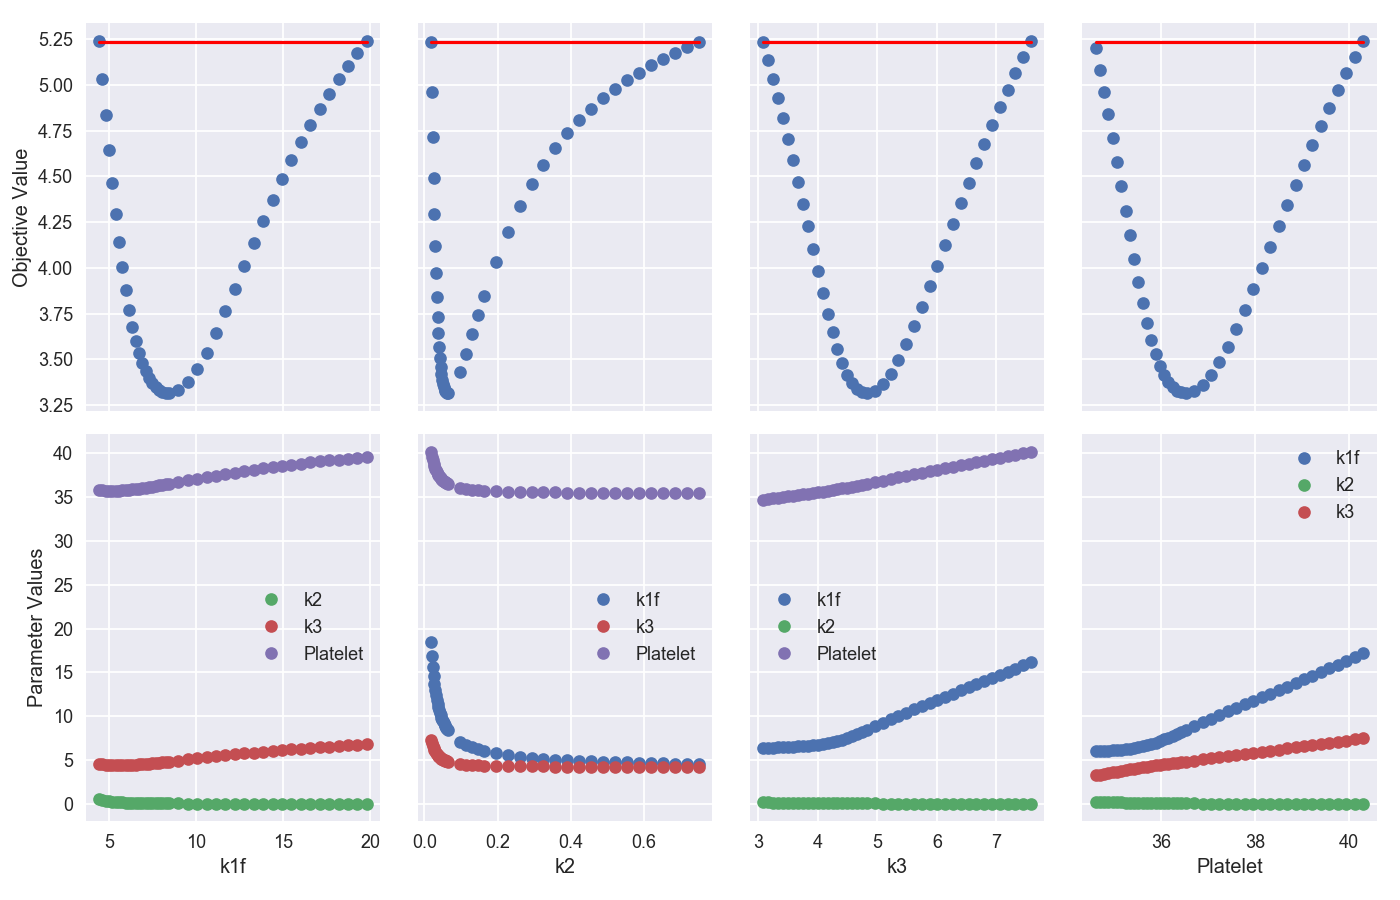 Objective Value
5.25
5.00
4.75
4.50
4.25
4.00
3.75
3.50
3.25
Parameter Values
40
35
30
25
20
15
10
5
0
k2
k3
Platelet
k1f
k3
Platelet
k1f
k2
Platelet
k1f
k2
k3
5 10 15 20
0.0 0.2 0.4 0.6
3 4 5 6 7
36 38 40
k1f
k2
k3
Platelet